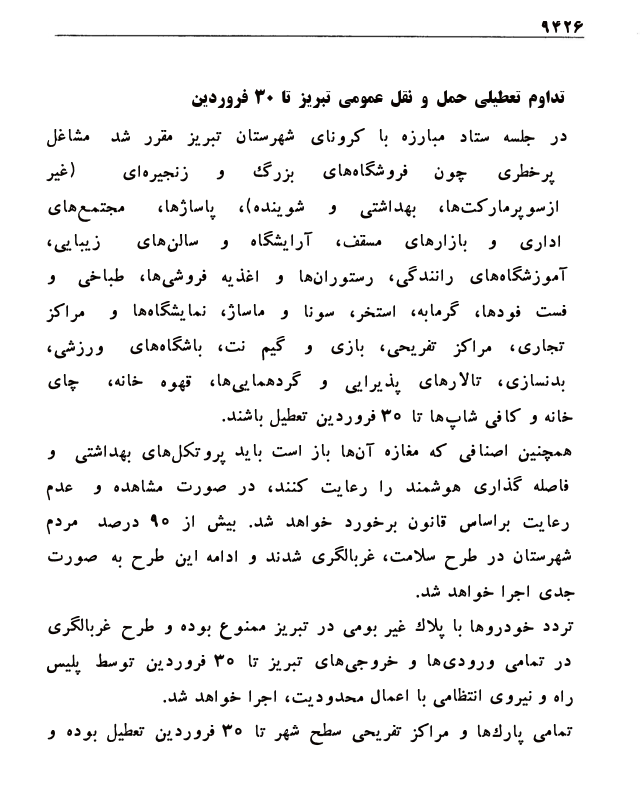 ۹۴۲۶
تداوم تعطیلی حمل و نقل عمومی تبریز تا ۳۰ فروردین
در جلسه ستاد مبارزه با کرونای شهرستان تبریز مقرر شد مشاغل
پرخطری چون فروشگاه‌های بزرگ و زنجیره‌ای (غیر
ازسوپرمارکت‌ها، بهداشتی و شوینده)، پاساژها، مجتمع‌های
اداری و بازارهای مسقف، آرایشگاه و سالن‌های زیبایی،
آموزشگاه‌های رانندگی، رستوران‌ها و اغذیه فروشی‌ها، طباخی و
فست فودها، گرمابه، استخر، سونا و ماساژ، نمایشگاه‌ها و مراکز
تجاری، مراکز تفریحی، بازی و گیم نت، باشگاه‌های ورزشی،
بدنسازی، تالارهای پذیرایی و گردهمایی‌ها، قهوه خانه، چای
خانه و کافی شاپ‌ها تا ۳۰ فروردین تعطیل باشند.
همچنین اصنافی که مغازه آن‌ها باز است باید پروتکل‌های بهداشتی و
فاصله گذاری هوشمند را رعایت کنند، در صورت مشاهده و عدم
رعایت براساس قانون برخورد خواهد شد. بیش از ۹۰ درصد مردم
شهرستان در طرح سلامت، غربالگری شدند و ادامه این طرح به صورت
جدی اجرا خواهد شد.
تردد خودروها با پلاك غیر بومی در تبریز ممنوع بوده و طرح غربالگری
در تمامی ورودی‌ها و خروجی‌های تبریز تا ۳۰ فروردین توسط پلیس
راه و نیروی انتظامی با اعمال محدودیت، اجرا خواهد شد.
تمامی پارك‌ها و مراکز تفریحی سطح شهر تا ۳۰ فروردین تعطیل بوده و